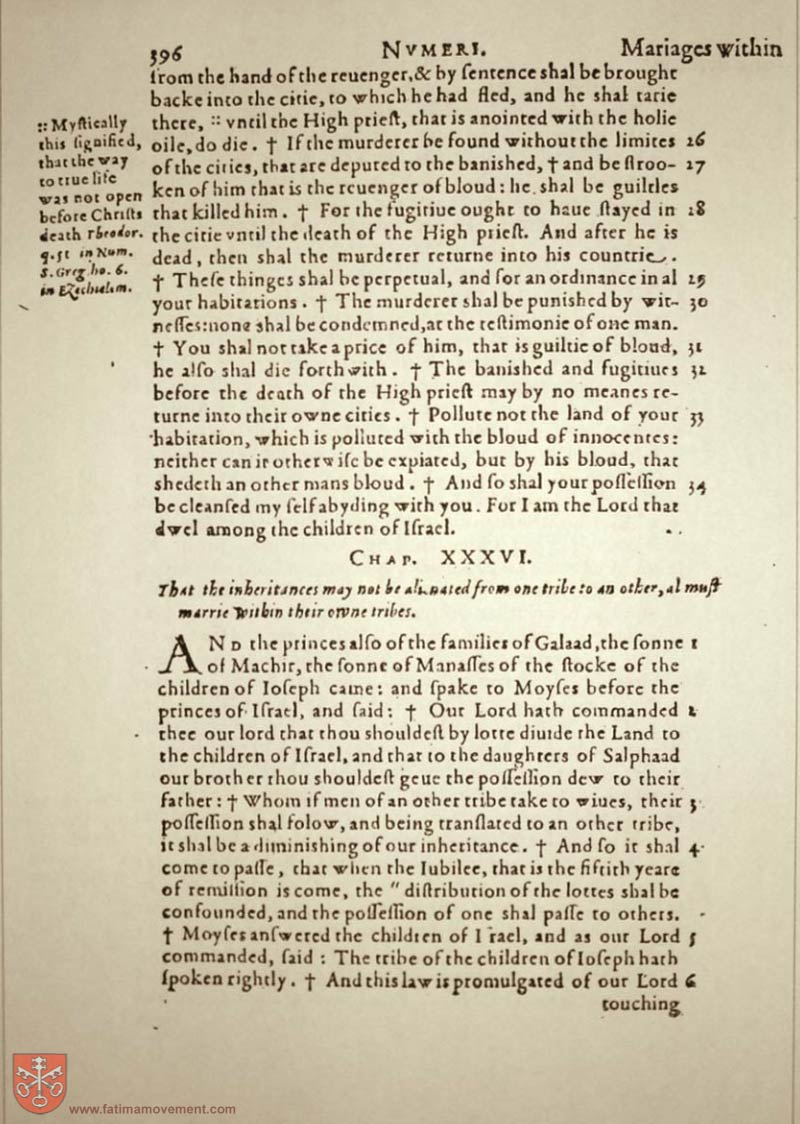 396 NVMERI. Mariages within
from the hand of the reuenger, & by ſentence shal be brought
backe into the citie, to which he had fled, and he shal tarie
there, :: vntil the High prieſt, that is anointed with the holie
oile, do die. † If the murderer be found without the limites 26
of the cities, that are deputed to the banished, † and be ſtroo- 27
ken of him that is the reuenger of bloud: he shal be guiltles
that killed him. † For the fugitiue ought to haue ſtayed in 28
the citie vntil the death of the High prieſt. And after he is
dead, then shal the murderer returne into his countrie.
† Theſe thinges shal be perpetual, and for an ordinance in al 29
your habitations. † The murderer shal be punished by wit- 30
neſſes: none shal be condemned, at the teſtimonie of one man.
† You shal not take a price of him, that is guiltie of bloud, 31
he alſo shal die forthwith. † The banished and fugitiues 32
before the death of the High prieſt may by no meanes re-
turne into their owne cities. † Pollute not the land of your 33
habitation, which is polluted with the bloud of innocentes:
neither can it otherwiſe be expiated, but by his bloud, that
shedeth an other mans bloud. † And ſo shal your poſſeſſion 34
be cleanſed my ſelf abyding with you. For I am the Lord that
dwel among the children of Iſrael.
:: Myſtically
this ſignified,
that the way
to true life
was not open
before Chriſts
death Theodor.
q. 51 in Num.
S. Greg ho. 6.
in Ezechielem.
CHAP. XXXVI.
That the inheritances may not be alienated from one tribe to an other, al muſt
marrie within their owne tribes.
AND the princes alſo of the families of Galaad, the ſonne 1
of Machir, the ſonne of Manaſſes of the ſtocke of the
children of Ioſeph came: and ſpake to Moyſes before the
princes of Iſrael, and ſaid: † Our Lord hath commanded 2
thee our lord that thou shouldeſt by lotte diuide the Land to
the children of Iſrael, and that to the daughters of Salphaad
our brother thou shouldeſt geue the poſſeſſion dew to their
father: † Whom if men of an other tribe take to wiues, their 3
poſſeſſion shal folow, and being tranſlated to an other tribe,
it shal be a diminishing of our inheritance. † And ſo it shal 4
come to paſſe, that when the Iubilee, that is the fiftith yeare
of remiſſion is come, the " diſtribution of the lottes shal be
confounded, and the poſſeſſion of one shal paſſe to others.
† Moyſes anſwered the children of I rael, and as our Lord 5
commanded, ſaid: The tribe of the children of Ioſeph hath
ſpoken rightly. † And this law is promulgated of our Lord 6
touching
www.fatimamovement.com